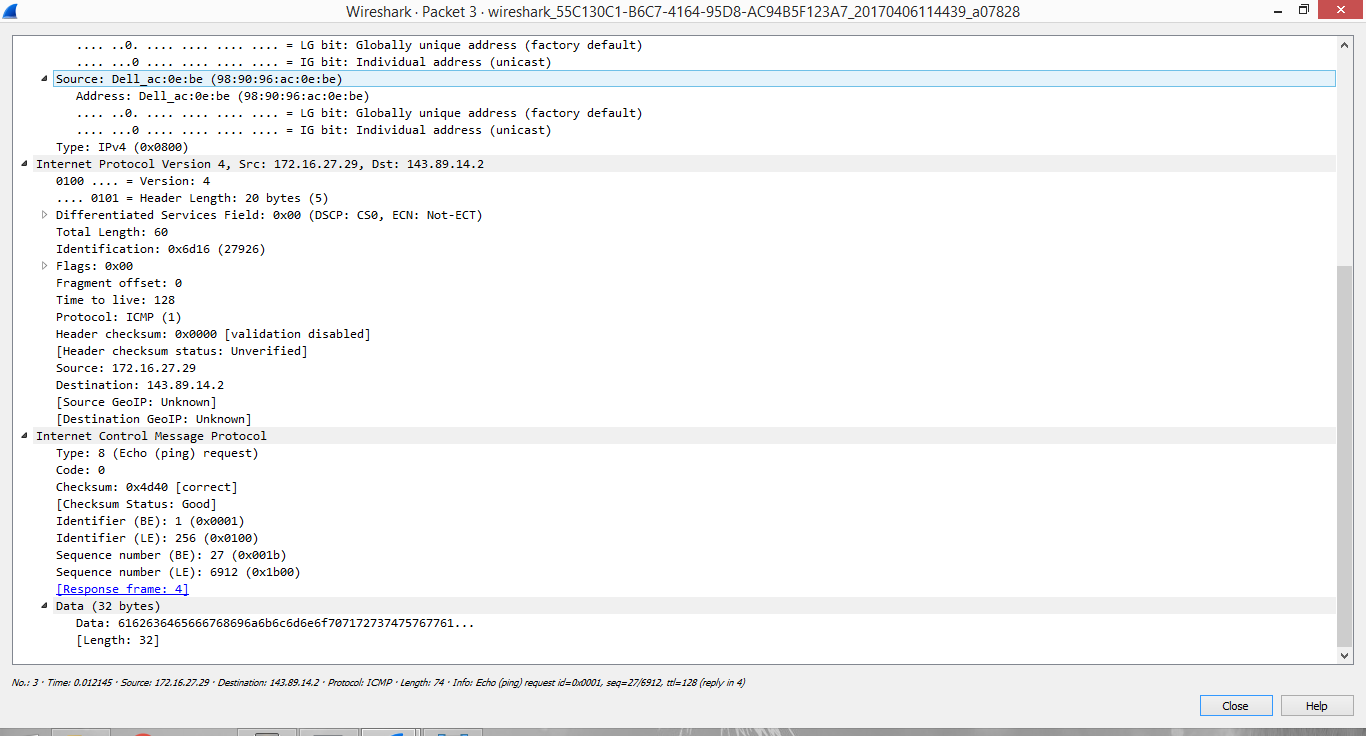 Wireshark · Packet 3 · wireshark_55C130C1-B6C7-4164-95D8-AC94B5F123A7_20170406114439_a07828
.... ..0. .... .... .... .... = LG bit: Globally unique address (factory default)
.... ...0 .... .... .... .... = IG bit: Individual address (unicast)
Source: Dell_ac:0e:be (98:90:96:ac:0e:be)
Address: Dell_ac:0e:be (98:90:96:ac:0e:be)
.... ..0. .... .... .... .... = LG bit: Globally unique address (factory default)
.... ...0 .... .... .... .... = IG bit: Individual address (unicast)
Type: IPv4 (0x0800)
Internet Protocol Version 4, Src: 172.16.27.29, Dst: 143.89.14.2
0100 .... = Version: 4
.... 0101 = Header Length: 20 bytes (5)
Differentiated Services Field: 0x00 (DSCP: CS0, ECN: Not-ECT)
Total Length: 60
Identification: 0x6d16 (27926)
Flags: 0x00
Fragment offset: 0
Time to live: 128
Protocol: ICMP (1)
Header checksum: 0x0000 [validation disabled]
[Header checksum status: Unverified]
Source: 172.16.27.29
Destination: 143.89.14.2
[Source GeoIP: Unknown]
[Destination GeoIP: Unknown]
Internet Control Message Protocol
Type: 8 (Echo (ping) request)
Code: 0
Checksum: 0x4d40 [correct]
[Checksum Status: Good]
Identifier (BE): 1 (0x0001)
Identifier (LE): 256 (0x0100)
Sequence number (BE): 27 (0x001b)
Sequence number (LE): 6912 (0x1b00)
[Response frame: 4]
Data (32 bytes)
Data: 6162636465666768696a6b6c6d6e6f707172737475767761...
[Length: 32]
No.: 3 · Time: 0.012145 · Source: 172.16.27.29 · Destination: 143.89.14.2 · Protocol: ICMP · Length: 74 · Info: Echo (ping) request id=0x0001, seq=27/6912, ttl=128 (reply in 4)
Close Help